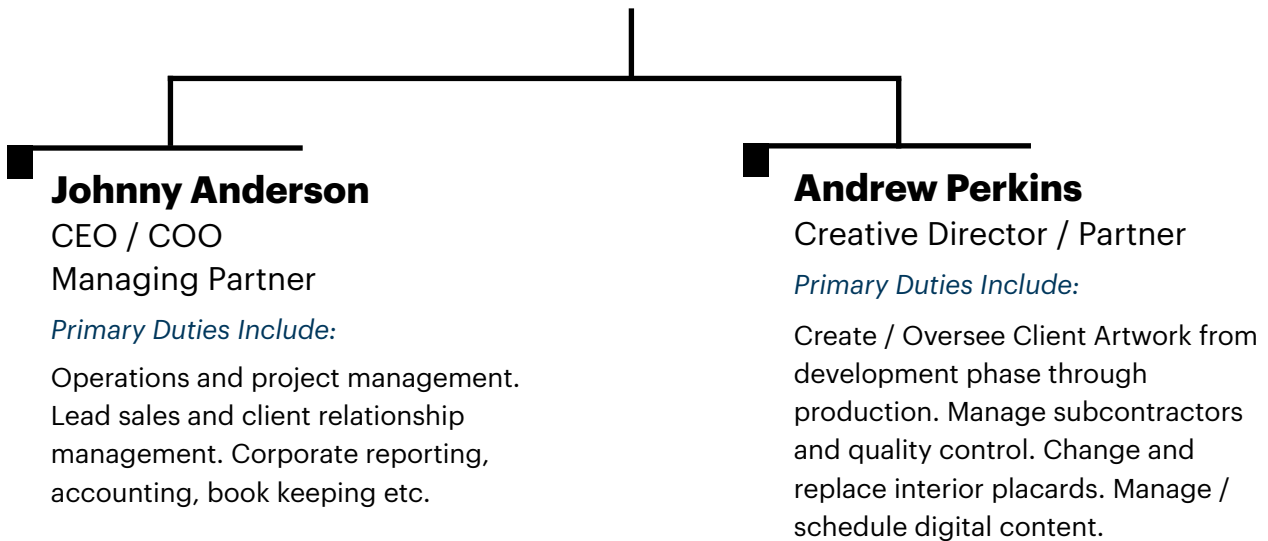 Johnny Anderson
CEO / COO
Managing Partner
Primary Duties Include:
Operations and project management.
Lead sales and client relationship
management. Corporate reporting,
accounting, book keeping etc.
Andrew Perkins
Creative Director / Partner
Primary Duties Include:
Create / Oversee Client Artwork from
development phase through
production. Manage subcontractors
and quality control. Change and
replace interior placards. Manage /
schedule digital content.